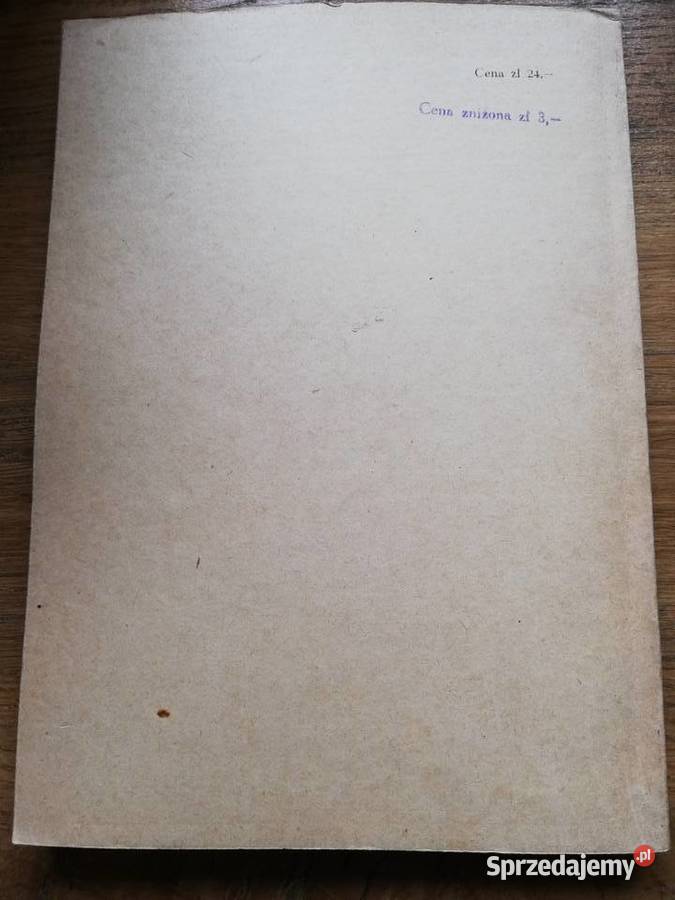 Cena zł 24,—
Cena zniżona zł 3,—
Sprzedajemy.pl